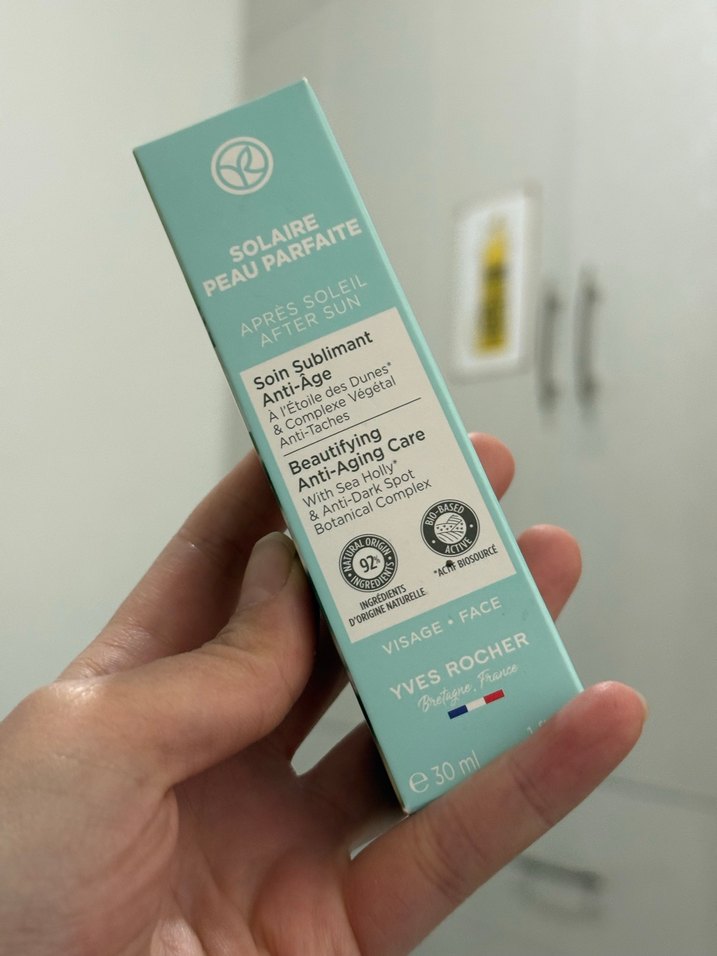 SOLAIRE
PEAU PARFAITE
APRÈS SOLEIL
AFTER SUN
Soin Sublimant
Anti-Âge
À l'Étoile des Dunes*
& Complexe Végétal
Anti-Taches
Beautifying
Anti-Aging Care
With Sea Holly*
& Anti-Dark Spot
Botanical Complex
NATURAL ORIGIN
92%
INGREDIENTS
INGRÉDIENTS
D'ORIGINE NATURELLE
BIO-BASED
ACTIVE
*ACTIF BIOSOURCÉ
VISAGE • FACE
YVES ROCHER
Bretagne, France
℮ 30 ml